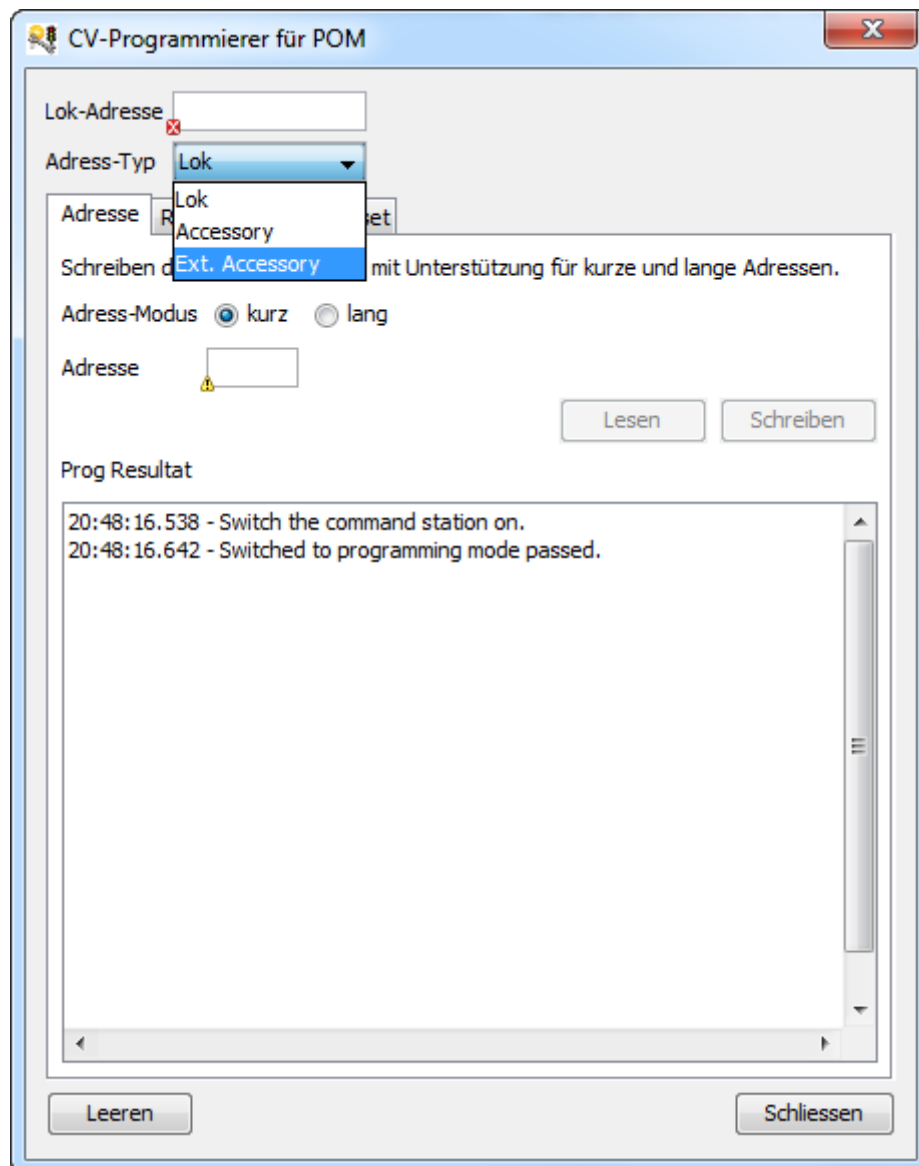 CV-Programmierer für POM
Lok-Adresse
Adress-Typ Lok
Lok
Accessory
Ext. Accessory
Adresse R set
Schreiben d mit Unterstützung für kurze und lange Adressen.
Adress-Modus kurz lang
Adresse
Lesen Schreiben
Prog Resultat
20:48:16.538 - Switch the command station on.
20:48:16.642 - Switched to programming mode passed.
Leeren Schliessen